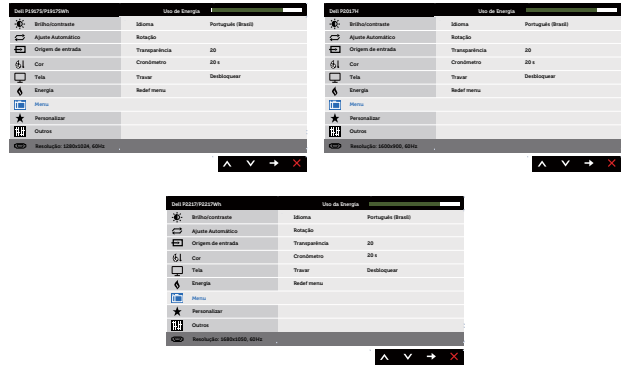 Dell P1917S/P1917SWh Uso de Energia
Brilho/contraste Idioma Português (Brasil)
Ajuste Automático Rotação
Origem de entrada Transparência 20
Cor Cronômetro 20 s
Tela Travar Desbloquear
Energia Redef menu
Menu
Personalizar
Outros
Resolução: 1280x1024, 60Hz
Dell P2017H Uso de Energia
Brilho/contraste Idioma Português (Brasil)
Ajuste Automático Rotação
Origem de entrada Transparência 20
Cor Cronômetro 20 s
Tela Travar Desbloquear
Energia Redef menu
Menu
Personalizar
Outros
Resolução: 1600x900, 60Hz
Dell P2217/P2217Wh Uso da Energia
Brilho/contraste Idioma Português (Brasil)
Ajuste Automático Rotação
Origem de entrada Transparência 20
Cor Cronômetro 20 s
Tela Travar Desbloquear
Energia Redef menu
Menu
Personalizar
Outros
Resolução: 1680x1050, 60Hz